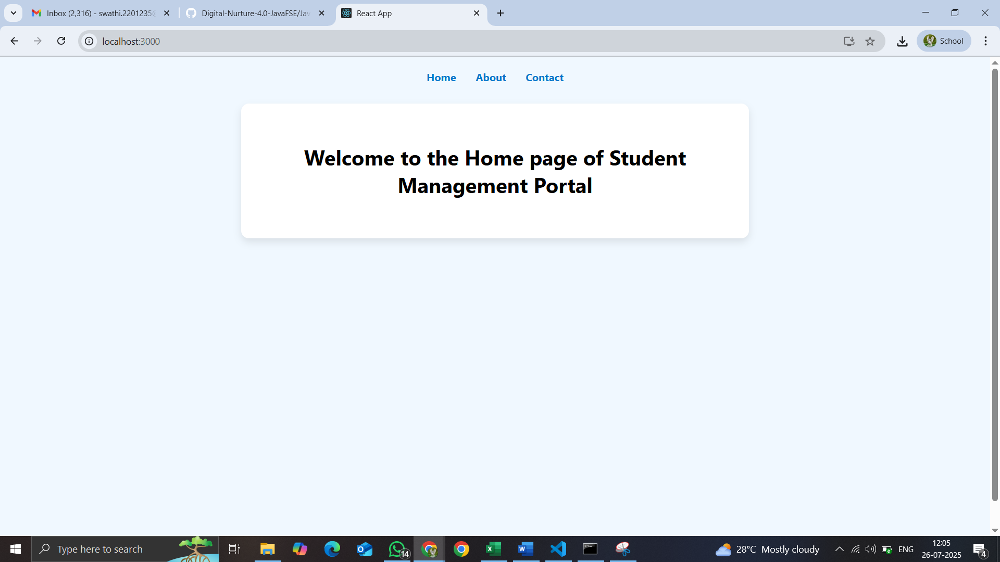 Inbox (2,316) - swathi.2201235@
Digital-Nurture-4.0-JavaFSE/Jav
React App
localhost:3000
School
Home About Contact
Welcome to the Home page of Student
Management Portal
Type here to search
14
28°C Mostly cloudy
ENG
12:05
26-07-2025
4